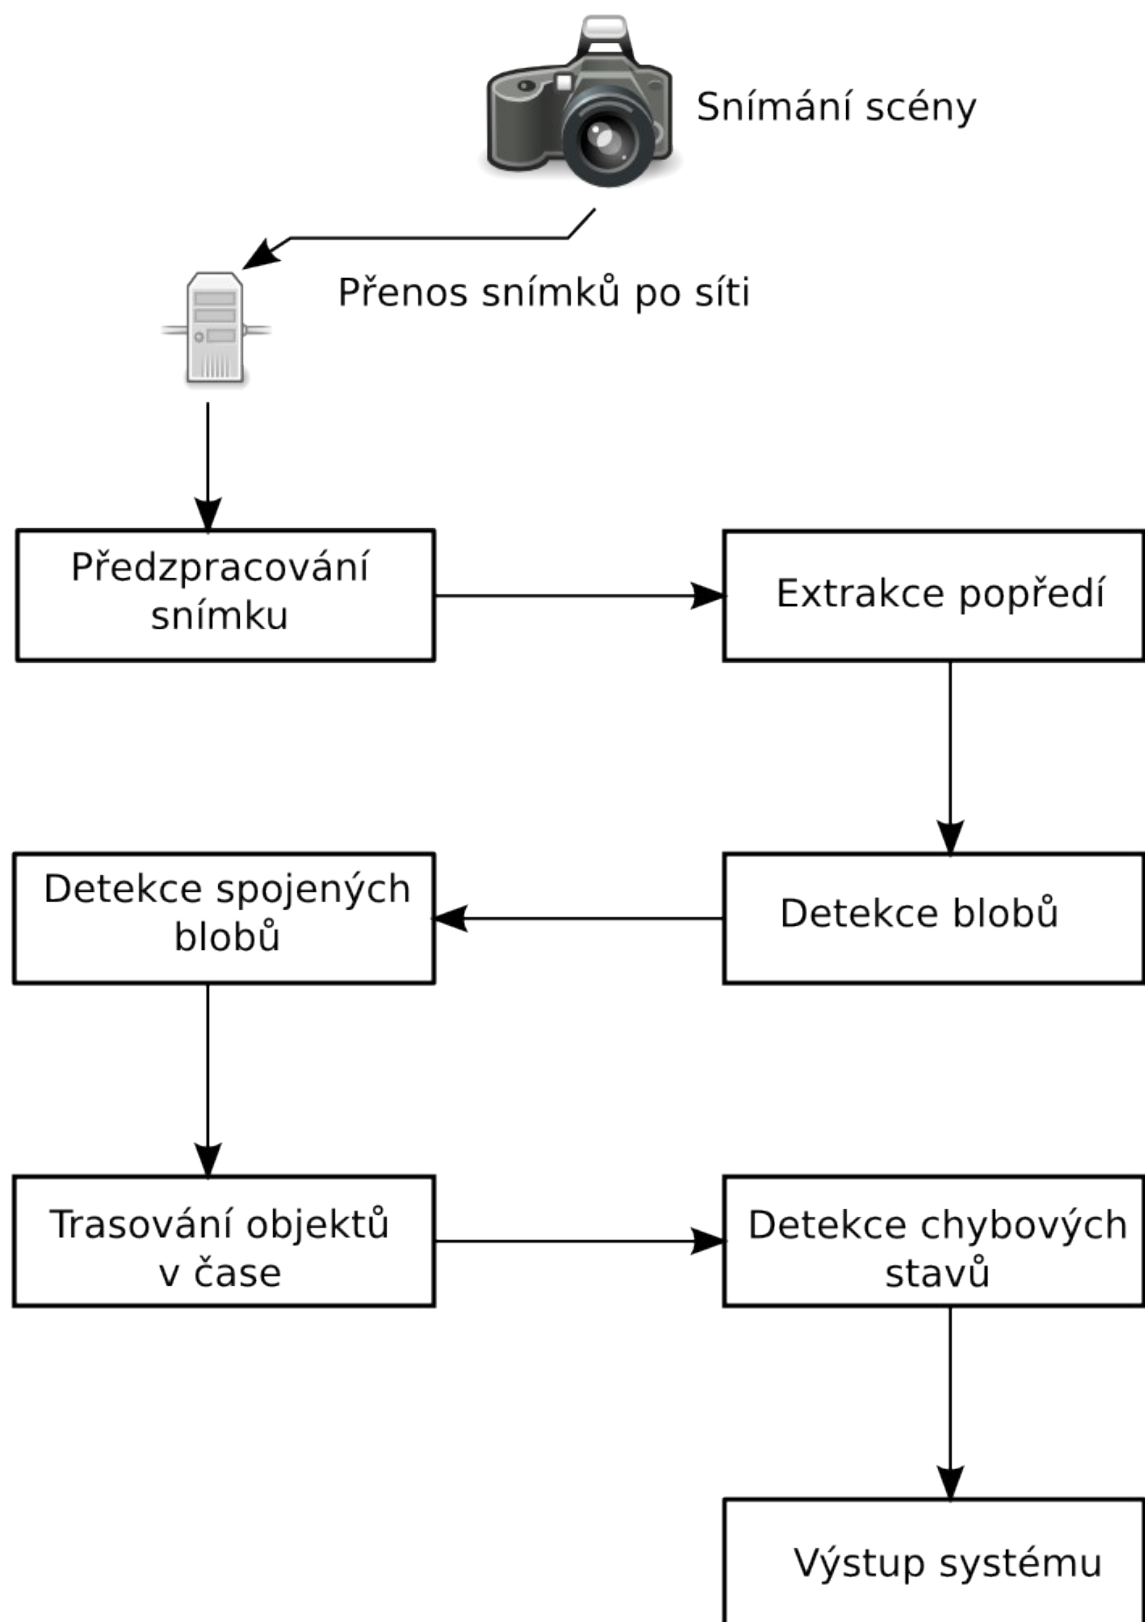 Snímání scény
Přenos snímků po síti
Předzpracování
snímku
Extrakce popředí
Detekce blobů
Detekce spojených
blobů
Trasování objektů
v čase
Detekce chybových
stavů
Výstup systému